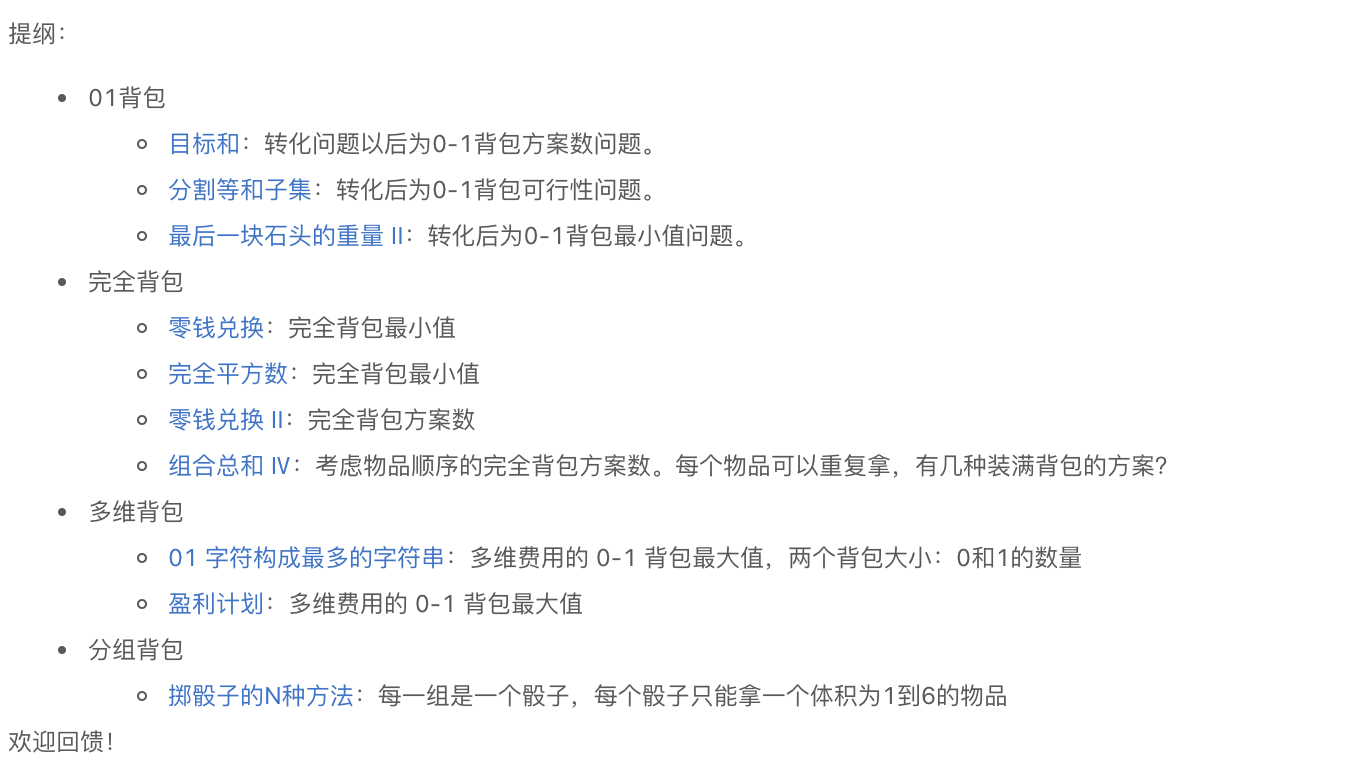 提纲：
01背包
目标和：转化问题以后为0-1背包方案数问题。
分割等和子集：转化后为0-1背包可行性问题。
最后一块石头的重量 II：转化后为0-1背包最小值问题。
完全背包
零钱兑换：完全背包最小值
完全平方数：完全背包最小值
零钱兑换 II：完全背包方案数
组合总和 Ⅳ：考虑物品顺序的完全背包方案数。每个物品可以重复拿，有几种装满背包的方案？
多维背包
01 字符构成最多的字符串：多维费用的 0-1 背包最大值，两个背包大小：0和1的数量
盈利计划：多维费用的 0-1 背包最大值
分组背包
掷骰子的N种方法：每一组是一个骰子，每个骰子只能拿一个体积为1到6的物品
欢迎回馈！